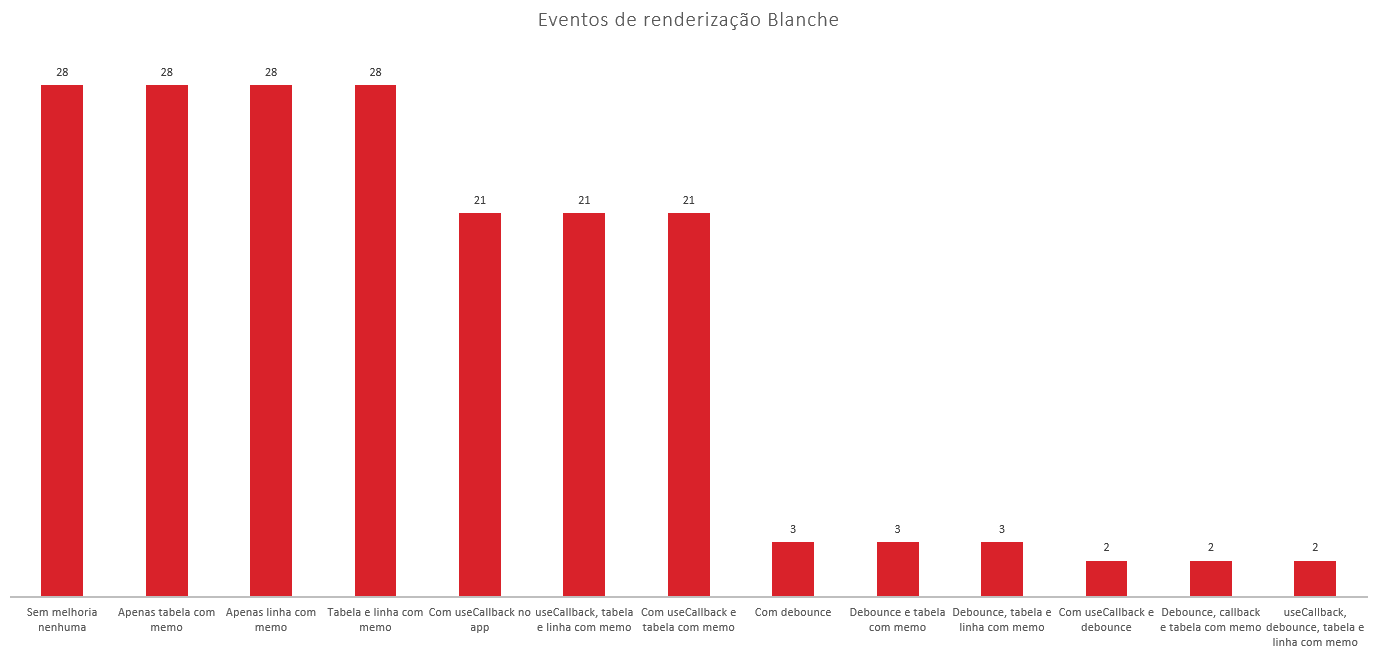 Eventos de renderização Blanche
28
28
28
28
21
21
21
3
3
3
2
2
2
Sem melhoria
nenhuma
Apenas tabela com
memo
Apenas linha com
memo
Tabela e linha com
memo
Com useCallback no
app
useCallback, tabela
e linha com memo
Com useCallback e
tabela com memo
Com debounce
Debounce e tabela
com memo
Debounce, tabela e
linha com memo
Com useCallback e
debounce
Debounce, callback
e tabela com memo
useCallback,
debounce, tabela e
linha com memo